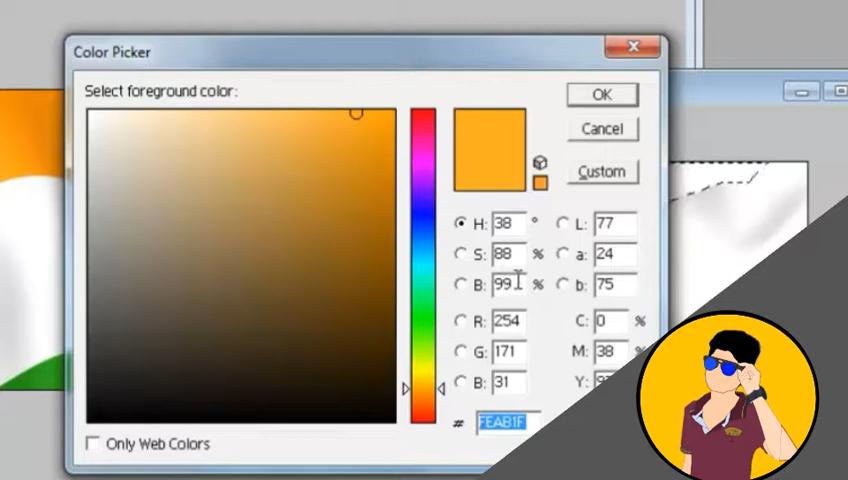 Color Picker
Select foreground color:
OK
Cancel
Custom
H: 38 ° L: 77
S: 88 % a: 24
B: 99 % b: 75
R: 254 C: 0 %
G: 171 M: 38 %
B: 31 Y:
# FEAB1F
Only Web Colors